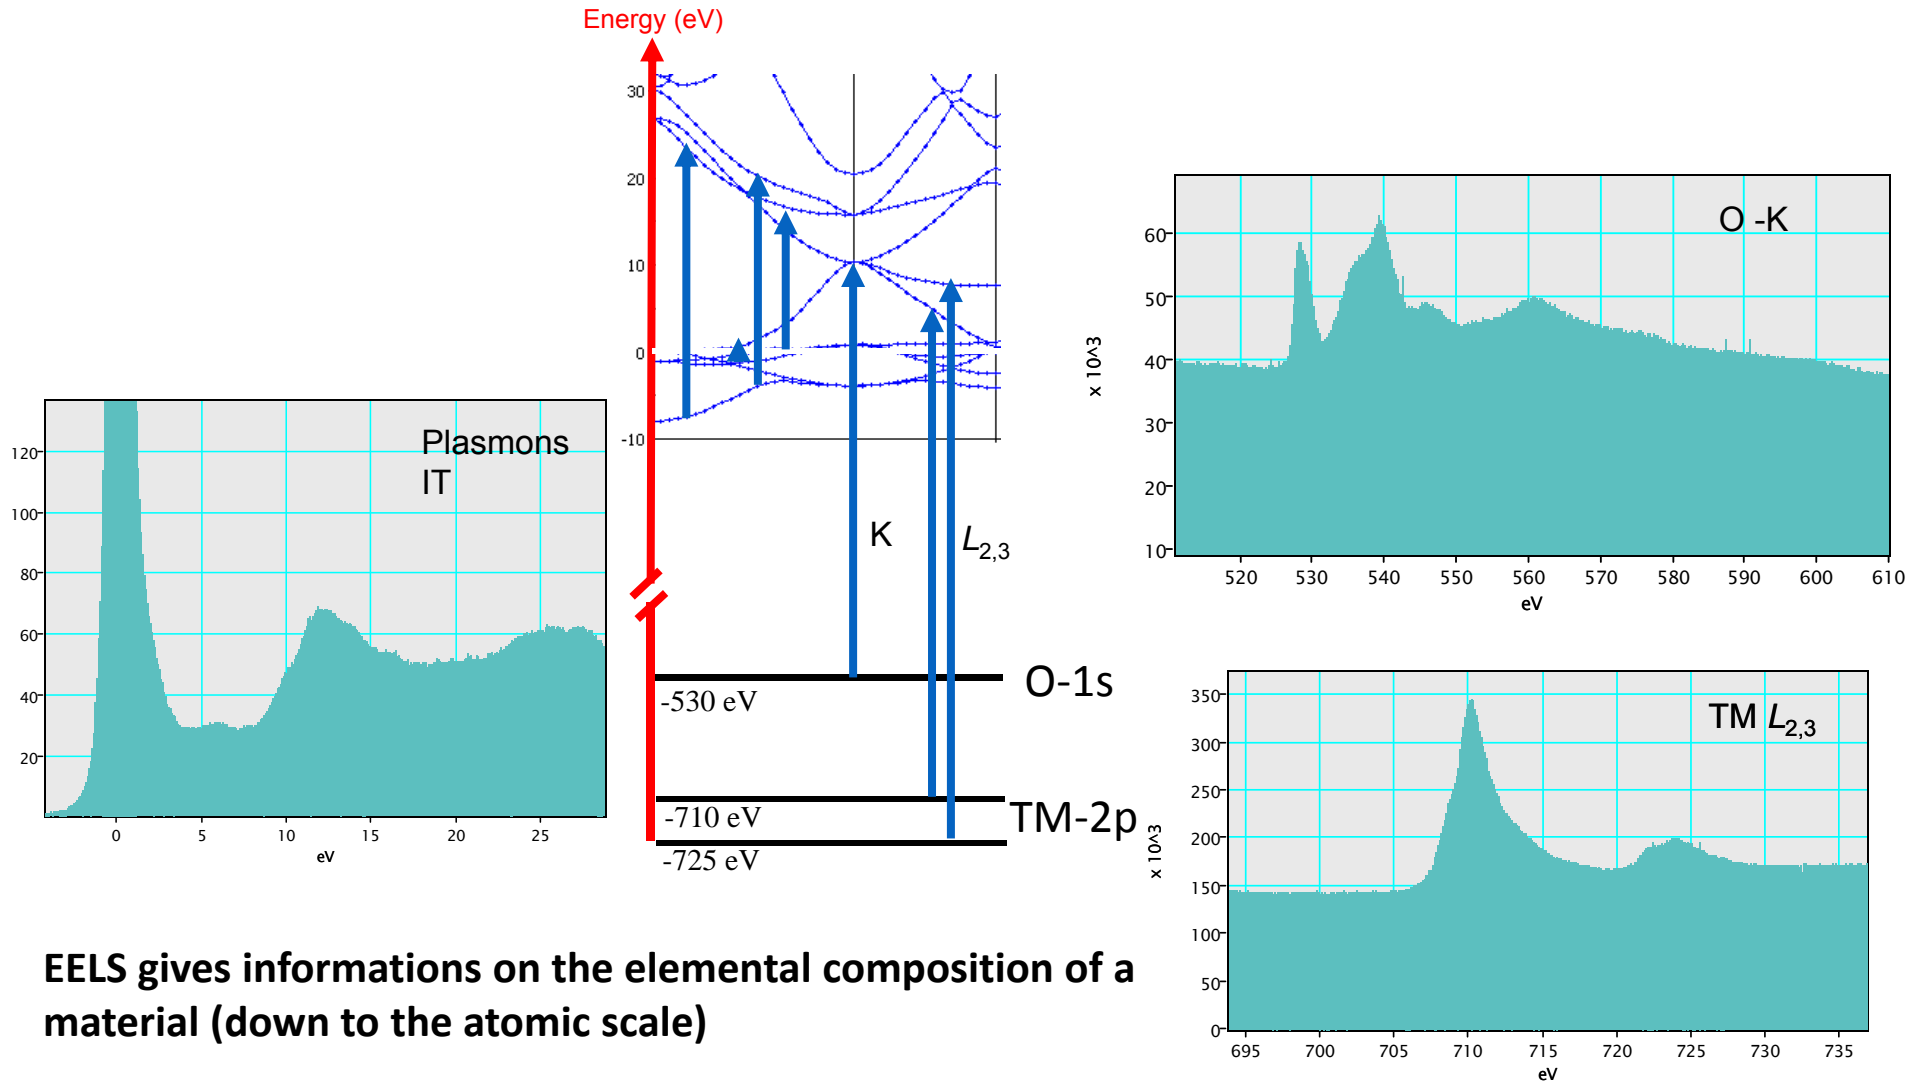 Energy (eV)
30
20
10
0
-10
K
L2,3
O-1s
-530 eV
TM-2p
-710 eV
-725 eV
Plasmons
IT
120
100
80
60
40
20
0 5 10 15 20 25
eV
O -K
60
50
40
30
20
10
x 10^3
520 530 540 550 560 570 580 590 600 610
eV
TM L2,3
350
300
250
200
150
100
50
0
x 10^3
695 700 705 710 715 720 725 730 735
eV
EELS gives informations on the elemental composition of a
material (down to the atomic scale)